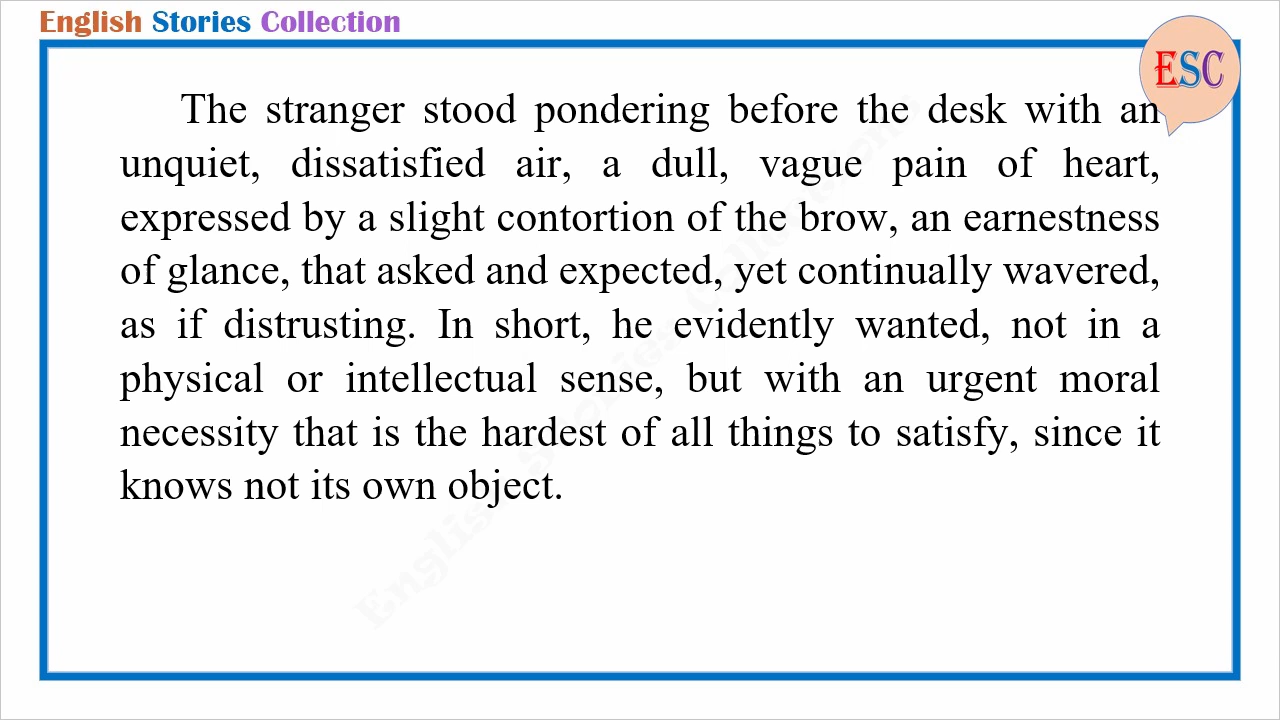 English Stories Collection
ESC
The stranger stood pondering before the desk with an
unquiet, dissatisfied air, a dull, vague pain of heart,
expressed by a slight contortion of the brow, an earnestness
of glance, that asked and expected, yet continually wavered,
as if distrusting. In short, he evidently wanted, not in a
physical or intellectual sense, but with an urgent moral
necessity that is the hardest of all things to satisfy, since it
knows not its own object.
English Stories Collections